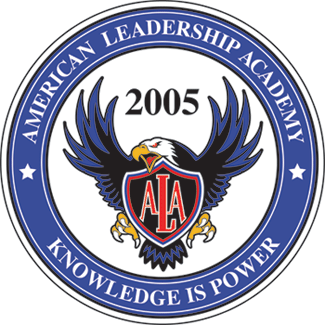 AMERICAN LEADERSHIP ACADEMY
2005
ALA
KNOWLEDGE IS POWER